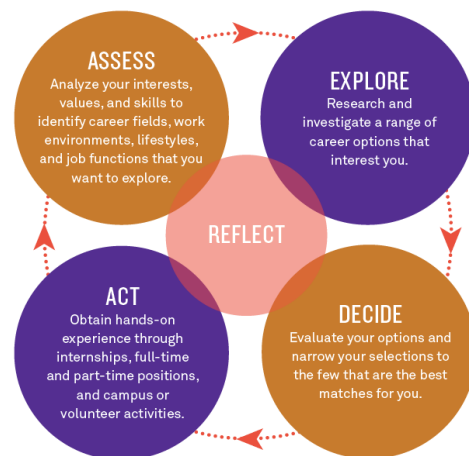 ASSESS
Analyze your interests,
values, and skills to
identify career fields, work
environments, lifestyles,
and job functions that you
want to explore.
EXPLORE
Research and
investigate a range of
career options that
interest you.
REFLECT
ACT
Obtain hands-on
experience through
internships, full-time
and part-time positions,
and campus or
volunteer activities.
DECIDE
Evaluate your options and
narrow your selections to
the few that are the best
matches for you.